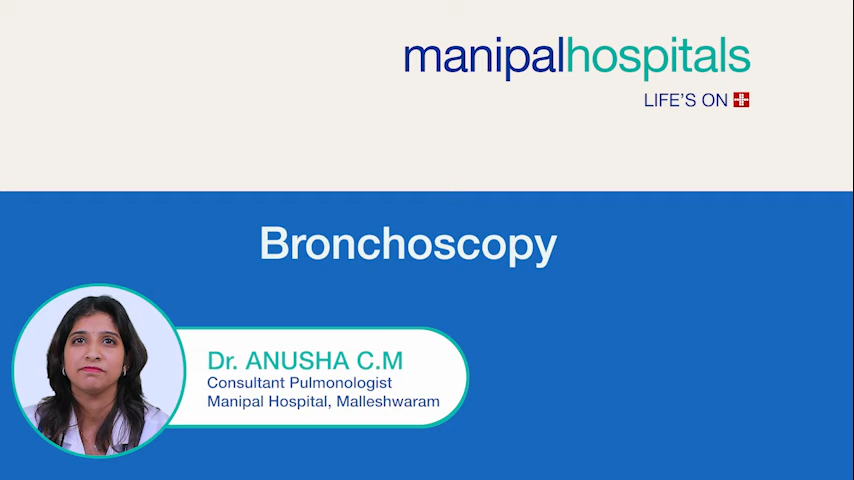 manipalhospitals
LIFE'S ON
Bronchoscopy
Dr. ANUSHA C.M
Consultant Pulmonologist
Manipal Hospital, Malleshwaram